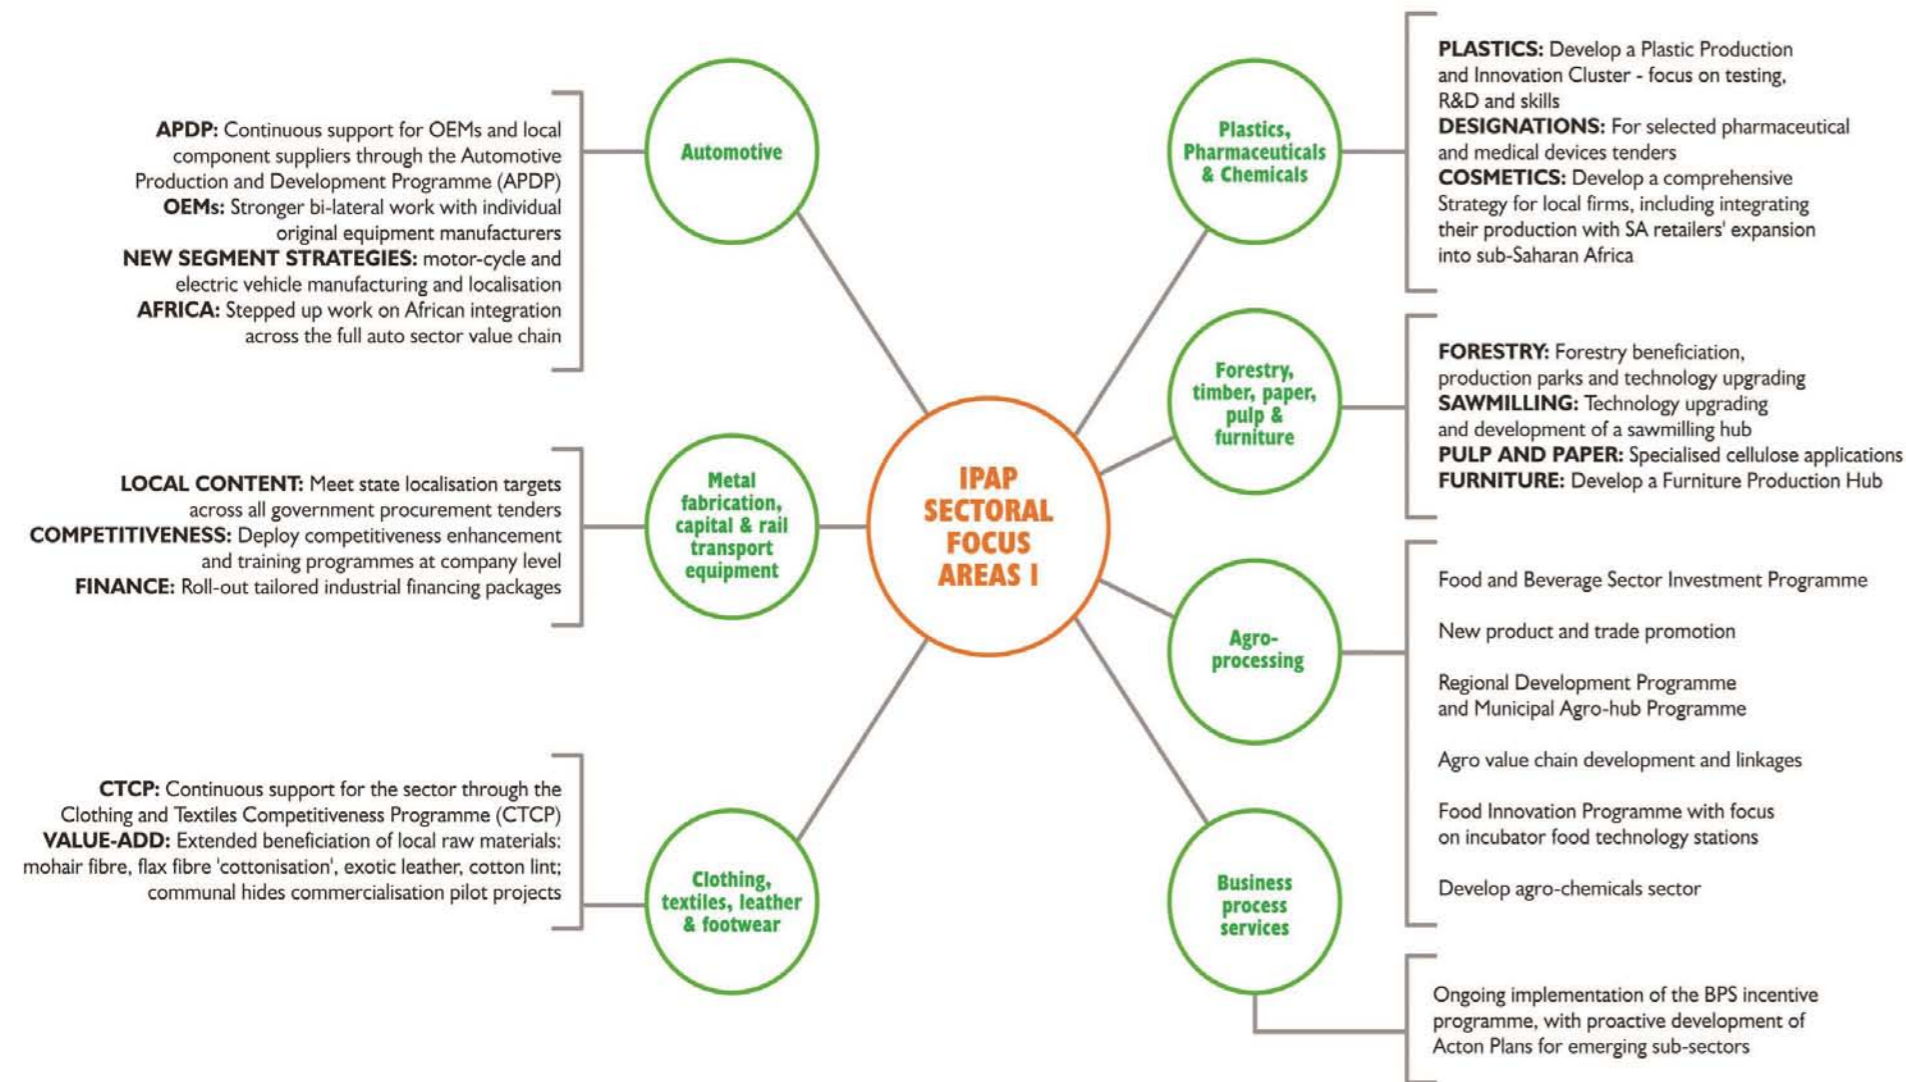 APDP: Continuous support for OEMs and local
component suppliers through the Automotive
Production and Development Programme (APDP)
OEMs: Stronger bi-lateral work with individual
original equipment manufacturers
NEW SEGMENT STRATEGIES: motor-cycle and
electric vehicle manufacturing and localisation
AFRICA: Stepped up work on African integration
across the full auto sector value chain
Automotive
LOCAL CONTENT: Meet state localisation targets
across all government procurement tenders
COMPETITIVENESS: Deploy competitiveness enhancement
and training programmes at company level
FINANCE: Roll-out tailored industrial financing packages
Metal
fabrication,
capital & rail
transport
equipment
CTCP: Continuous support for the sector through the
Clothing and Textiles Competitiveness Programme (CTCP)
VALUE-ADD: Extended beneficiation of local raw materials:
mohair fibre, flax fibre 'cottonisation', exotic leather, cotton lint;
communal hides commercialisation pilot projects
Clothing,
textiles, leather
& footwear
IPAP
SECTORAL
FOCUS
AREAS I
Plastics,
Pharmaceuticals
& Chemicals
PLASTICS: Develop a Plastic Production
and Innovation Cluster - focus on testing,
R&D and skills
DESIGNATIONS: For selected pharmaceutical
and medical devices tenders
COSMETICS: Develop a comprehensive
Strategy for local firms, including integrating
their production with SA retailers' expansion
into sub-Saharan Africa
Forestry,
timber, paper,
pulp &
furniture
FORESTRY: Forestry beneficiation,
production parks and technology upgrading
SAWMILLING: Technology upgrading
and development of a sawmilling hub
PULP AND PAPER: Specialised cellulose applications
FURNITURE: Develop a Furniture Production Hub
Agro-
processing
Food and Beverage Sector Investment Programme
New product and trade promotion
Regional Development Programme
and Municipal Agro-hub Programme
Agro value chain development and linkages
Food Innovation Programme with focus
on incubator food technology stations
Develop agro-chemicals sector
Business
process
services
Ongoing implementation of the BPS incentive
programme, with proactive development of
Acton Plans for emerging sub-sectors